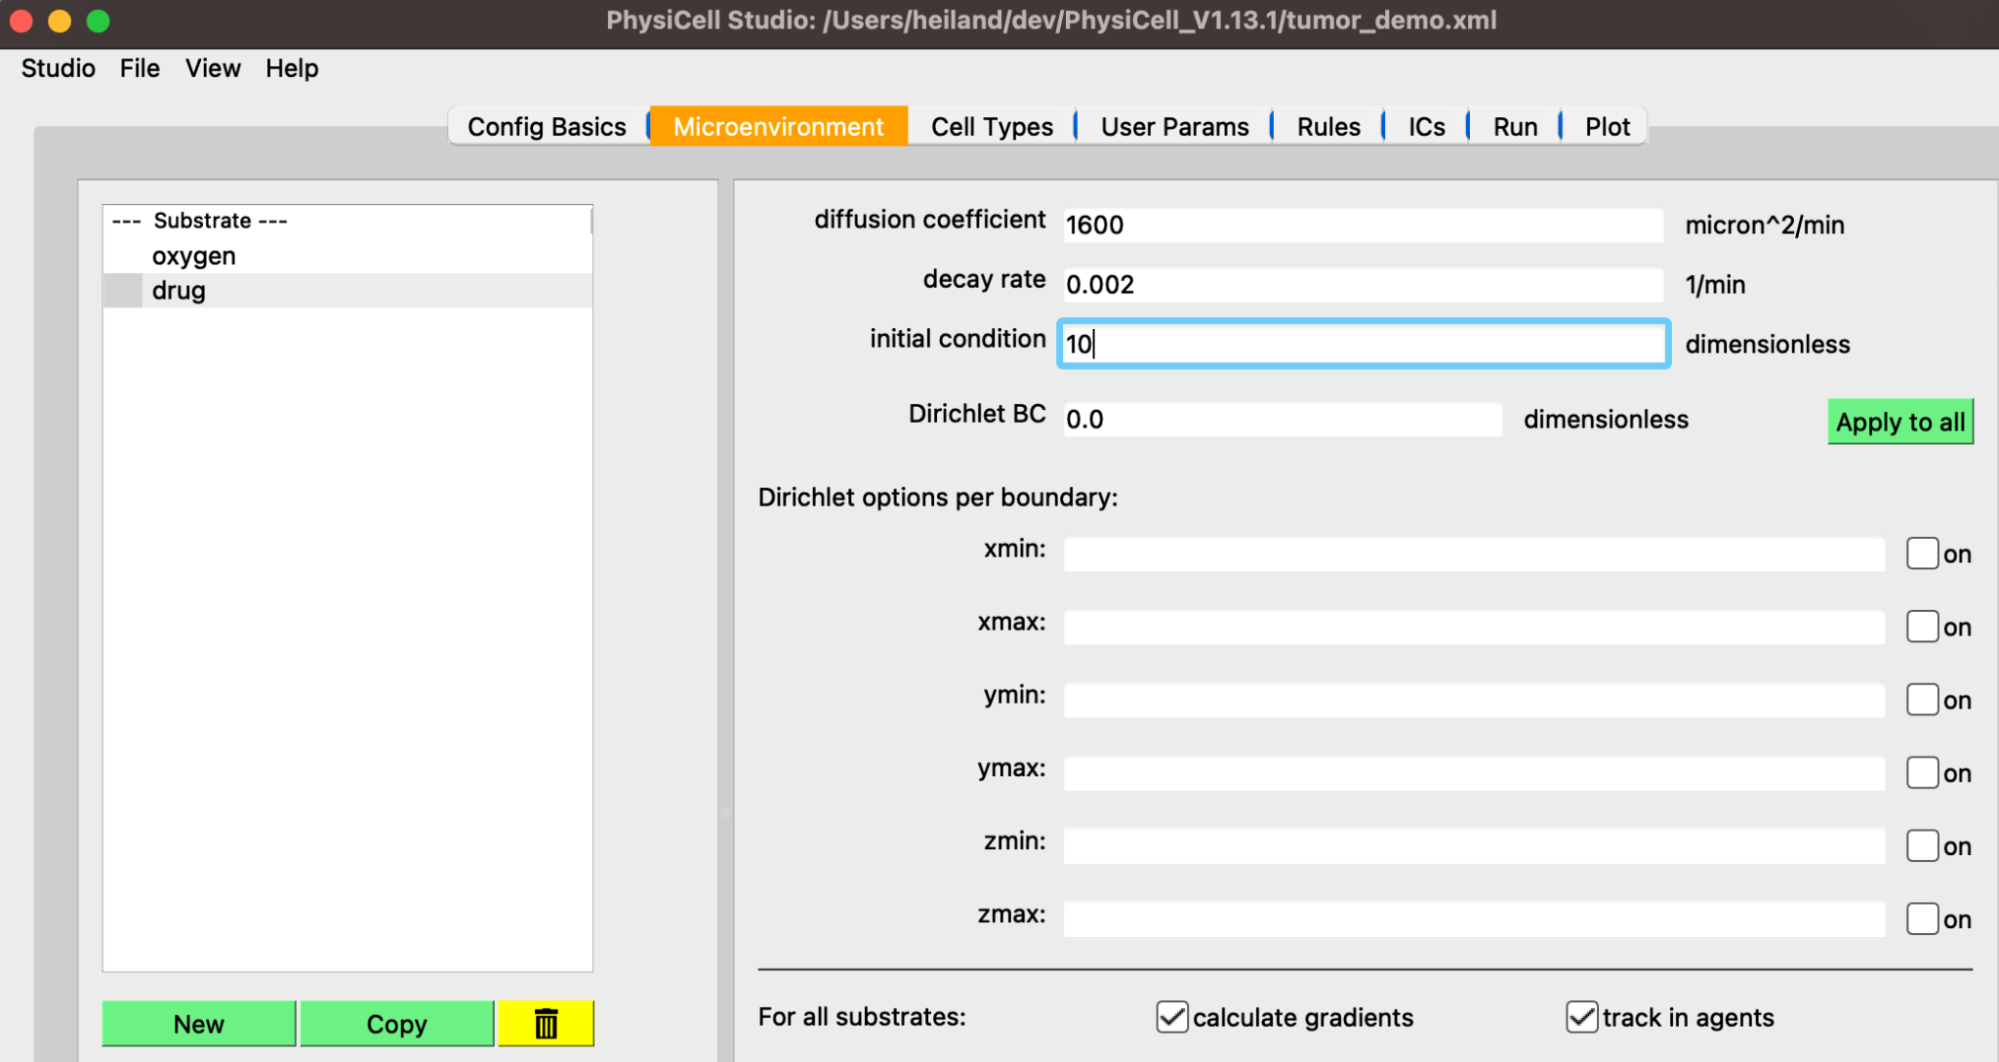 PhysiCell Studio: /Users/heiland/dev/PhysiCell_V1.13.1/tumor_demo.xml
Studio File View Help
Config Basics Microenvironment Cell Types User Params Rules ICs Run Plot
--- Substrate ---
oxygen
drug
New Copy
diffusion coefficient 1600 micron^2/min
decay rate 0.002 1/min
initial condition 10 dimensionless
Dirichlet BC 0.0 dimensionless Apply to all
Dirichlet options per boundary:
xmin: on
xmax: on
ymin: on
ymax: on
zmin: on
zmax: on
For all substrates: calculate gradients track in agents